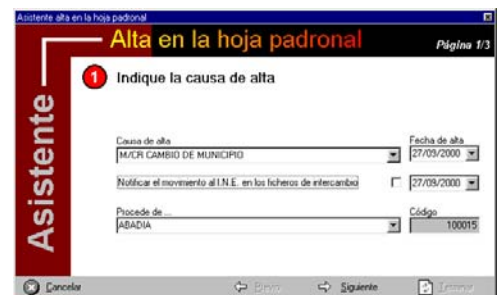 Asistente alta en la hoja padronal
Alta en la hoja padronal
Página 1/3
Asistente
1 Indique la causa de alta
Causa de alta
Fecha de alta
M/CR CAMBIO DE MUNICIPIO
27/09/2000
Notificar el movimiento al I.N.E. en los ficheros de intercambio
27/09/2000
Procede de ...
Código
ABADIA
100015
Cancelar
Previo
Siguiente
Terminar